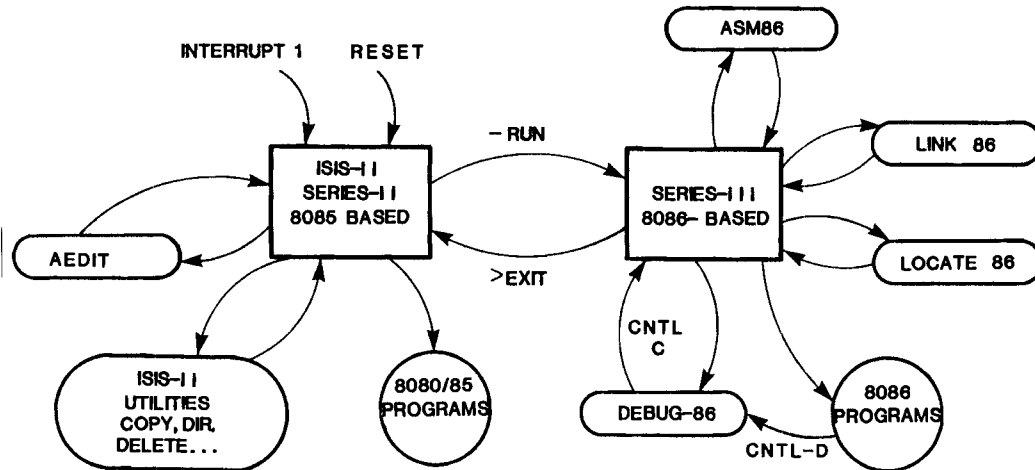 ASM86
INTERRUPT 1
RESET
– RUN
LINK 86
ISIS-II
SERIES-II
8085 BASED
SERIES-III
8086- BASED
AEDIT
LOCATE 86
>EXIT
CNTL
C
ISIS-II
UTILITIES
COPY, DIR,
DELETE...
8080/85
PROGRAMS
DEBUG-86
8086
PROGRAMS
CNTL-D